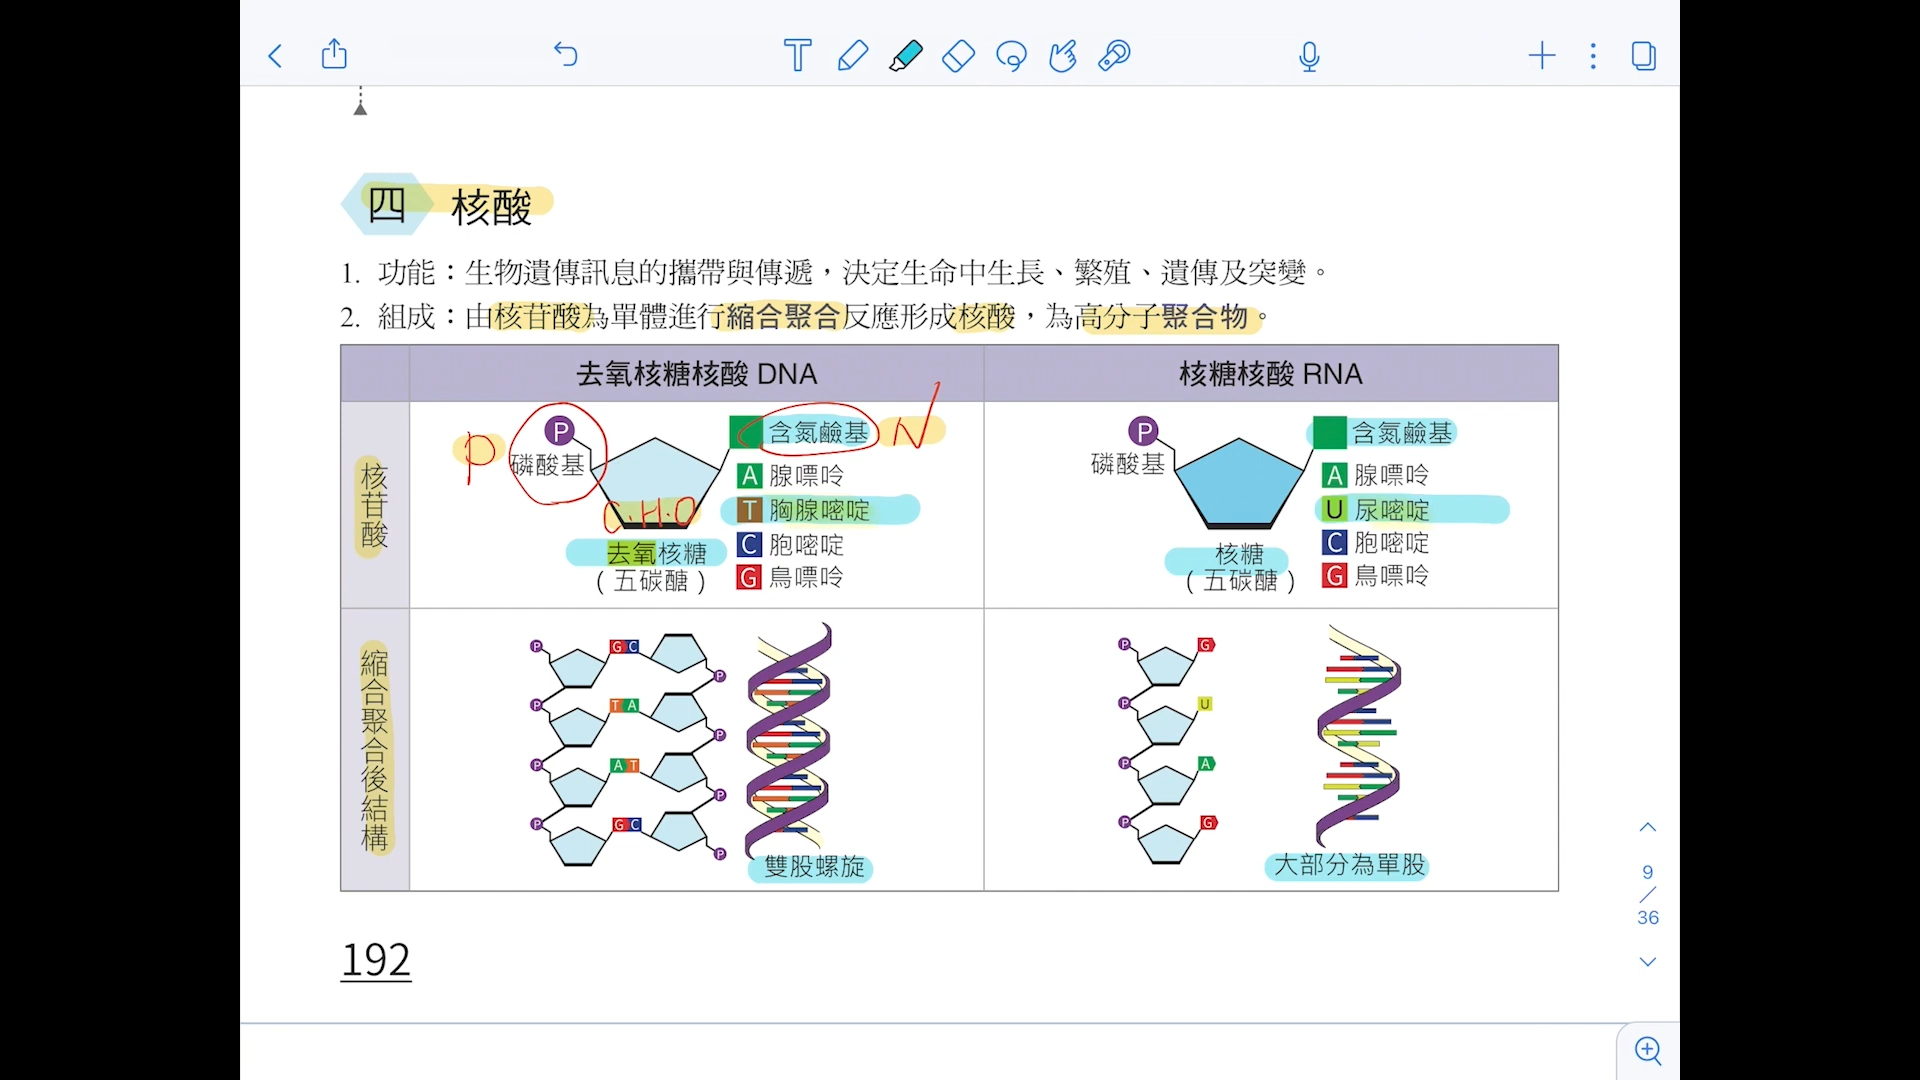 四 核酸
1. 功能：生物遺傳訊息的攜帶與傳遞，決定生命中生長、繁殖、遺傳及突變。
2. 組成：由核苷酸為單體進行縮合聚合反應形成核酸，為高分子聚合物。
去氧核糖核酸 DNA
核糖核酸 RNA
核苷酸
P
P
磷酸基
C.H.O
去氧核糖
(五碳醣)
含氮鹼基
N
A 腺嘌呤
T 胸腺嘧啶
C 胞嘧啶
G 鳥嘌呤
P
磷酸基
核糖
(五碳醣)
含氮鹼基
A 腺嘌呤
U 尿嘧啶
C 胞嘧啶
G 鳥嘌呤
縮合聚合後結構
P G C
P
P T A
P
P A T
P
P G C
P
雙股螺旋
P G
P U
P A
P G
大部分為單股
9
/
36
192